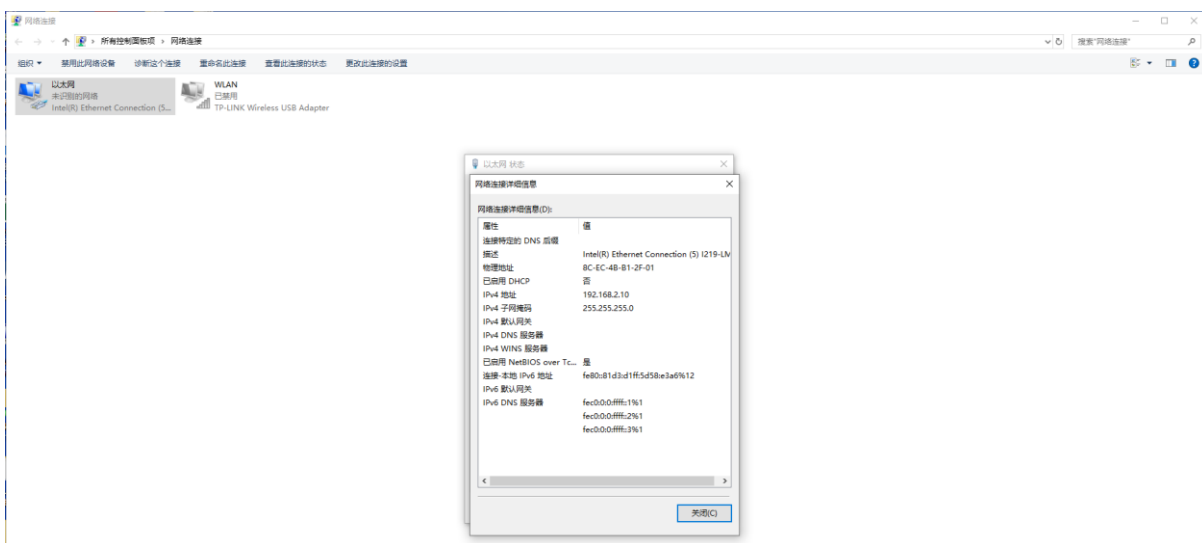 网络连接
所有控制面板项 › 网络连接
搜索"网络连接"
组织 禁用此网络设备 诊断这个连接 重命名此连接 查看此连接的状态 更改此连接的设置
以太网
未识别的网络
Intel(R) Ethernet Connection (5...
WLAN
已禁用
TP-LINK Wireless USB Adapter
以太网 状态
网络连接详细信息
网络连接详细信息(D):
属性 值
连接特定的 DNS 后缀
描述 Intel(R) Ethernet Connection (5) I219-LM
物理地址 8C-EC-4B-B1-2F-01
已启用 DHCP 否
IPv4 地址 192.168.2.10
IPv4 子网掩码 255.255.255.0
IPv4 默认网关
IPv4 DNS 服务器
IPv4 WINS 服务器
已启用 NetBIOS over Tc... 是
连接-本地 IPv6 地址 fe80::81d3:d1ff:5d58:e3a6%12
IPv6 默认网关
IPv6 DNS 服务器 fec0:0:0:ffff::1%1
fec0:0:0:ffff::2%1
fec0:0:0:ffff::3%1
关闭(C)